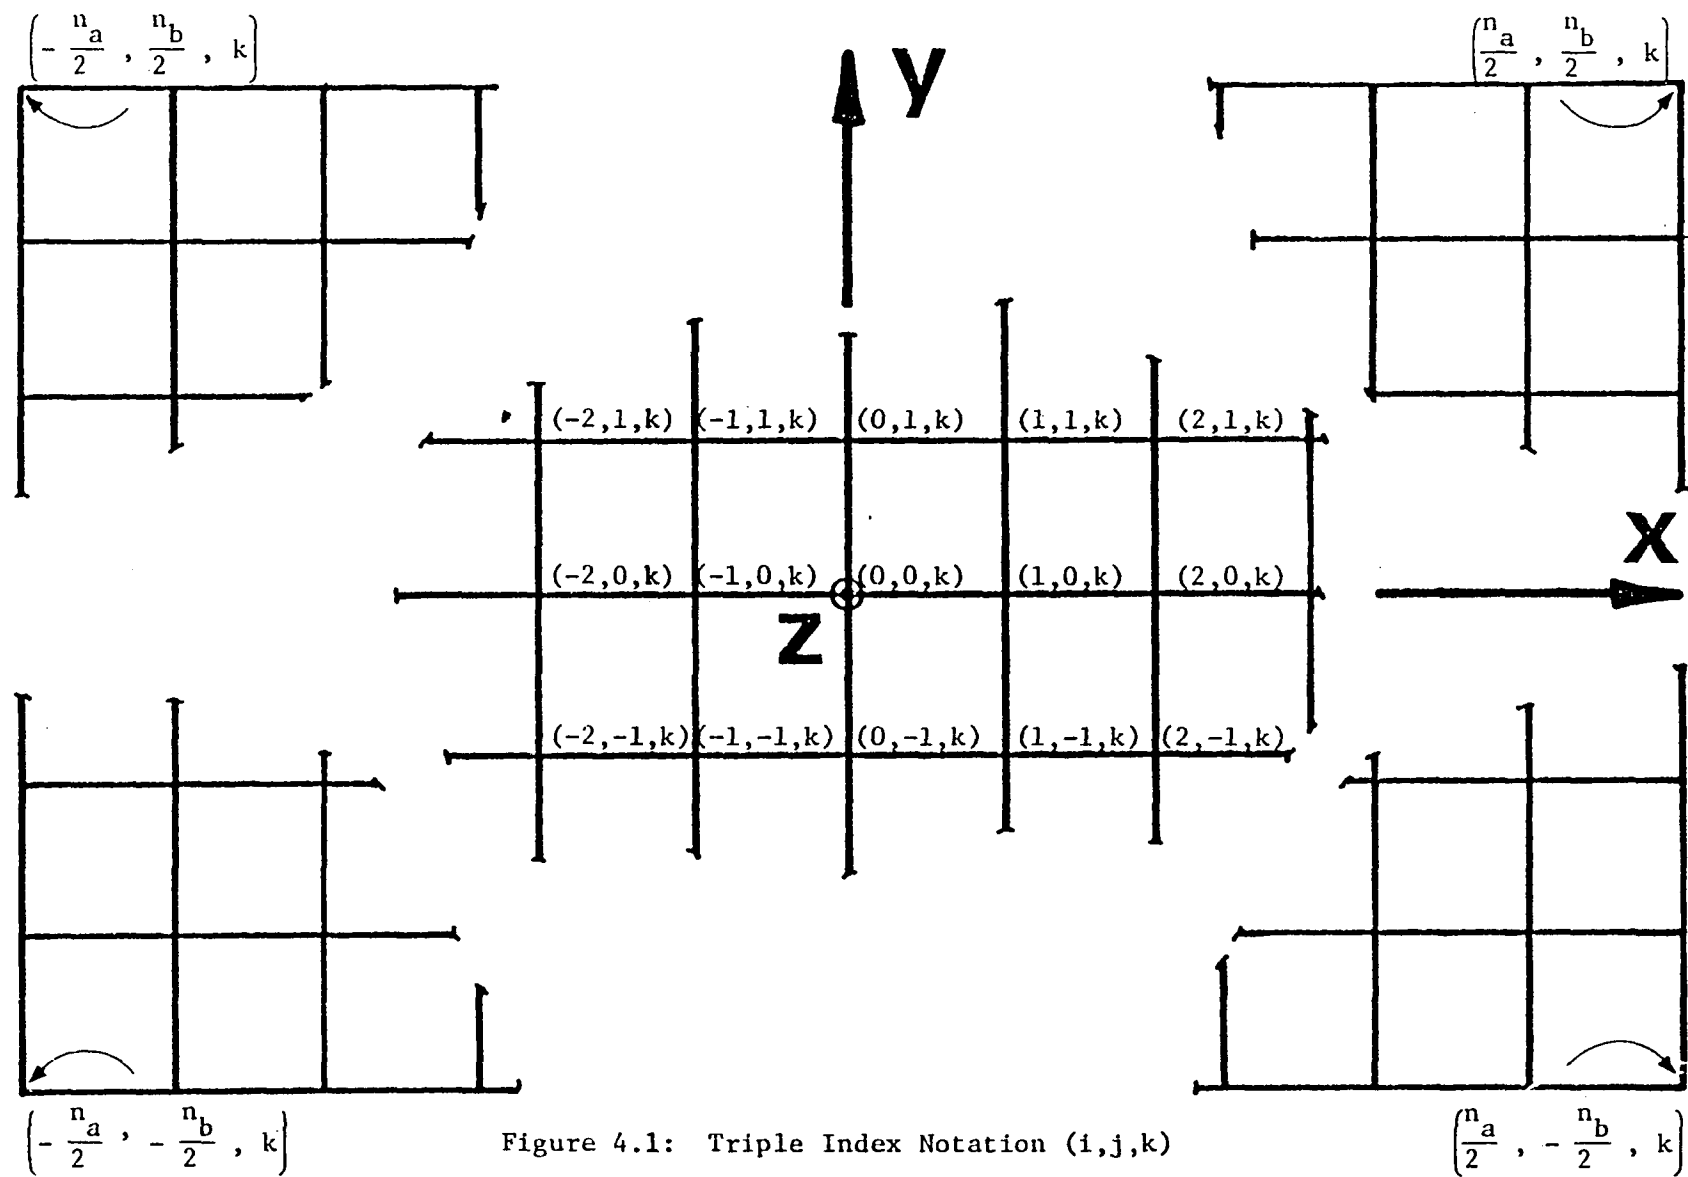 (- n_a/2 , n_b/2 , k)
(n_a/2 , n_b/2 , k)
y
(-2,1,k) (-1,1,k) (0,1,k) (1,1,k) (2,1,k)
x
(-2,0,k) (-1,0,k) (0,0,k) (1,0,k) (2,0,k)
z
(-2,-1,k) (-1,-1,k) (0,-1,k) (1,-1,k) (2,-1,k)
(- n_a/2 , - n_b/2 , k)
(n_a/2 , - n_b/2 , k)
Figure 4.1: Triple Index Notation (i,j,k)